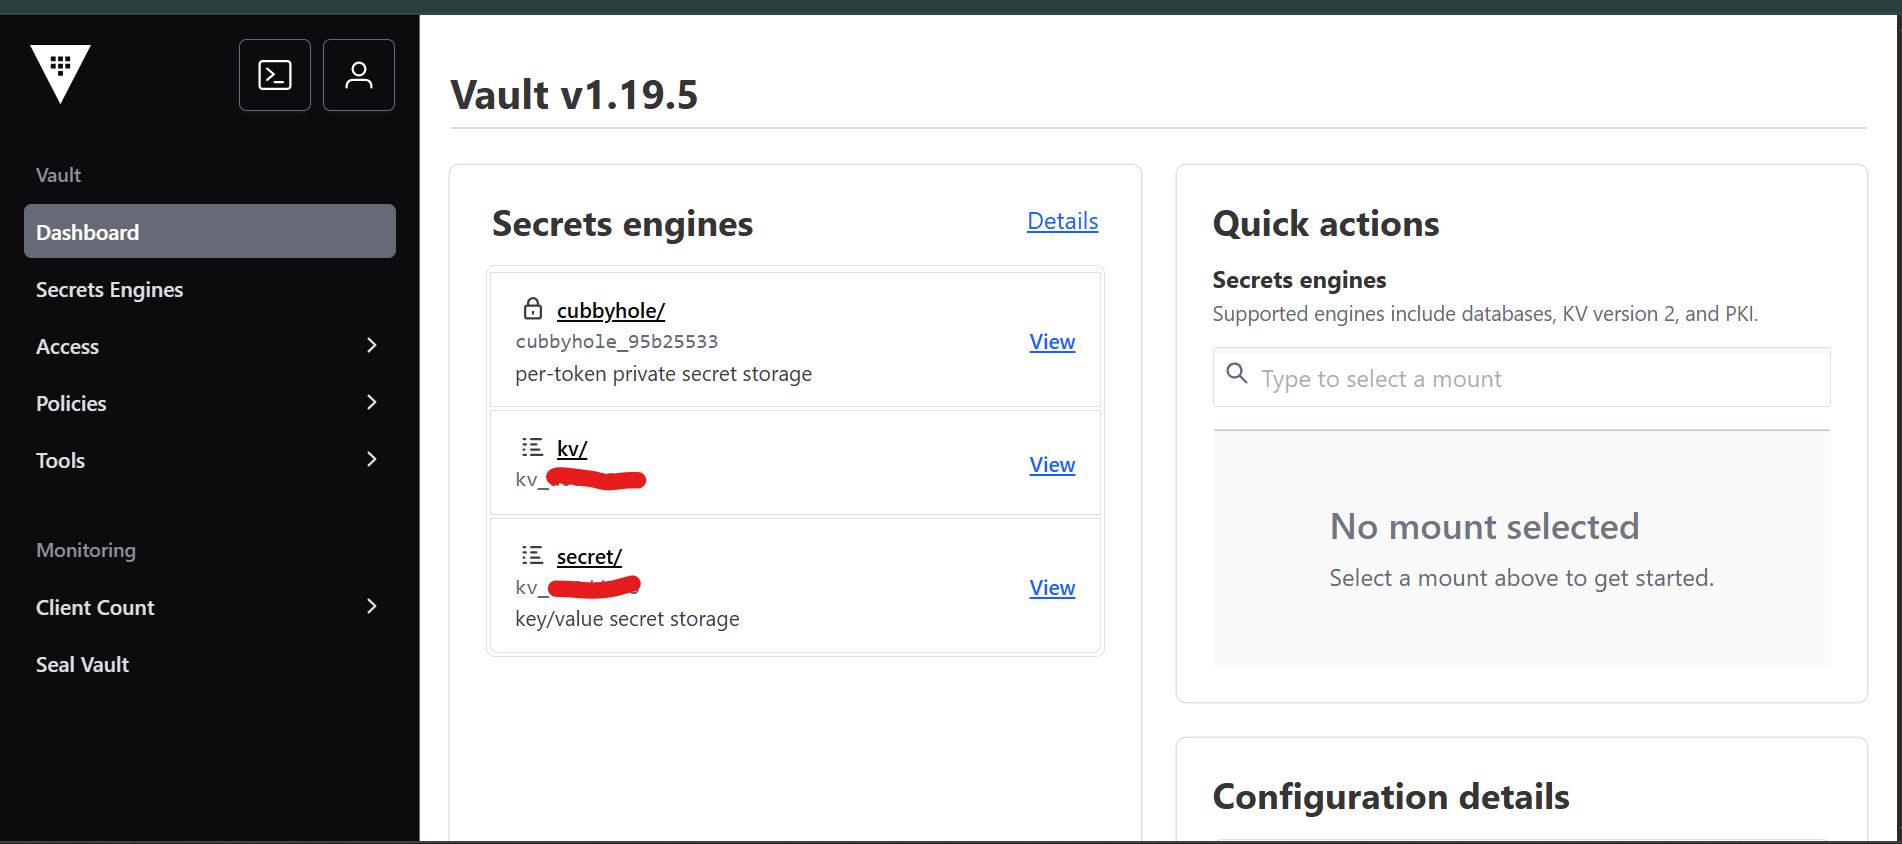 Vault
Dashboard
Secrets Engines
Access
Policies
Tools
Monitoring
Client Count
Seal Vault
Vault v1.19.5
Secrets engines
Details
cubbyhole/
cubbyhole_95b25533
per-token private secret storage
View
kv/
kv_
View
secret/
kv_
key/value secret storage
View
Quick actions
Secrets engines
Supported engines include databases, KV version 2, and PKI.
Type to select a mount
No mount selected
Select a mount above to get started.
Configuration details